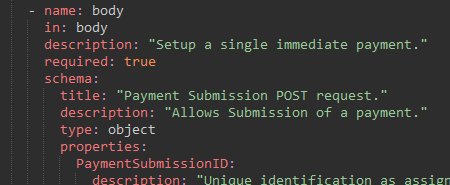 - name: body
in: body
description: "Setup a single immediate payment."
required: true
schema:
title: "Payment Submission POST request."
description: "Allows Submission of a payment."
type: object
properties:
PaymentSubmissionID:
description: "Unique identification as assign